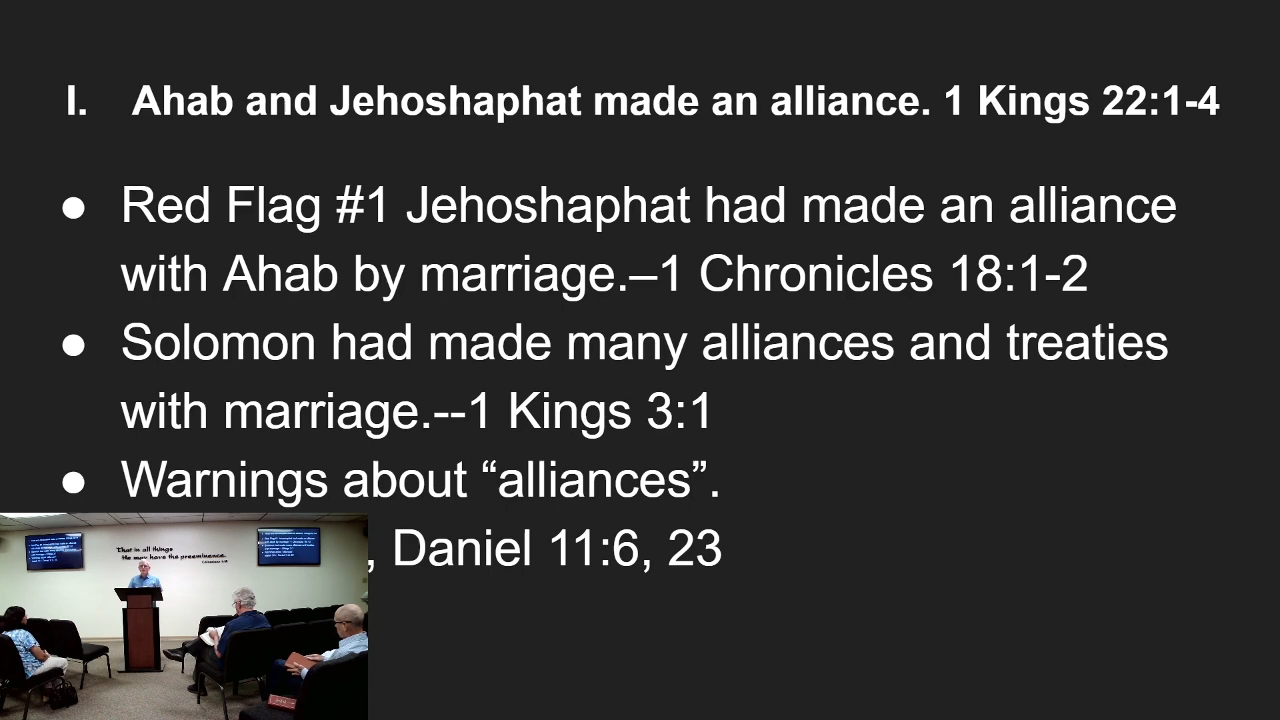 I. Ahab and Jehoshaphat made an alliance. 1 Kings 22:1-4
● Red Flag #1 Jehoshaphat had made an alliance
with Ahab by marriage.–1 Chronicles 18:1-2
● Solomon had made many alliances and treaties
with marriage.--1 Kings 3:1
● Warnings about “alliances”.
, Daniel 11:6, 23
That in all things
He may have the preeminence.